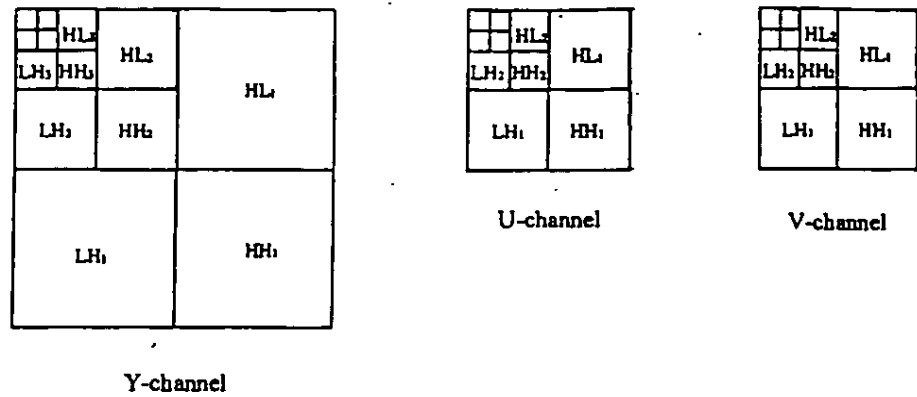 HL₃ HL₂ HL₁
LH₃ HH₃
LH₂ HH₂
LH₁ HH₁
Y-channel
HL₂ HL₁
LH₂ HH₂
LH₁ HH₁
U-channel
HL₂ HL₁
LH₂ HH₂
LH₁ HH₁
V-channel